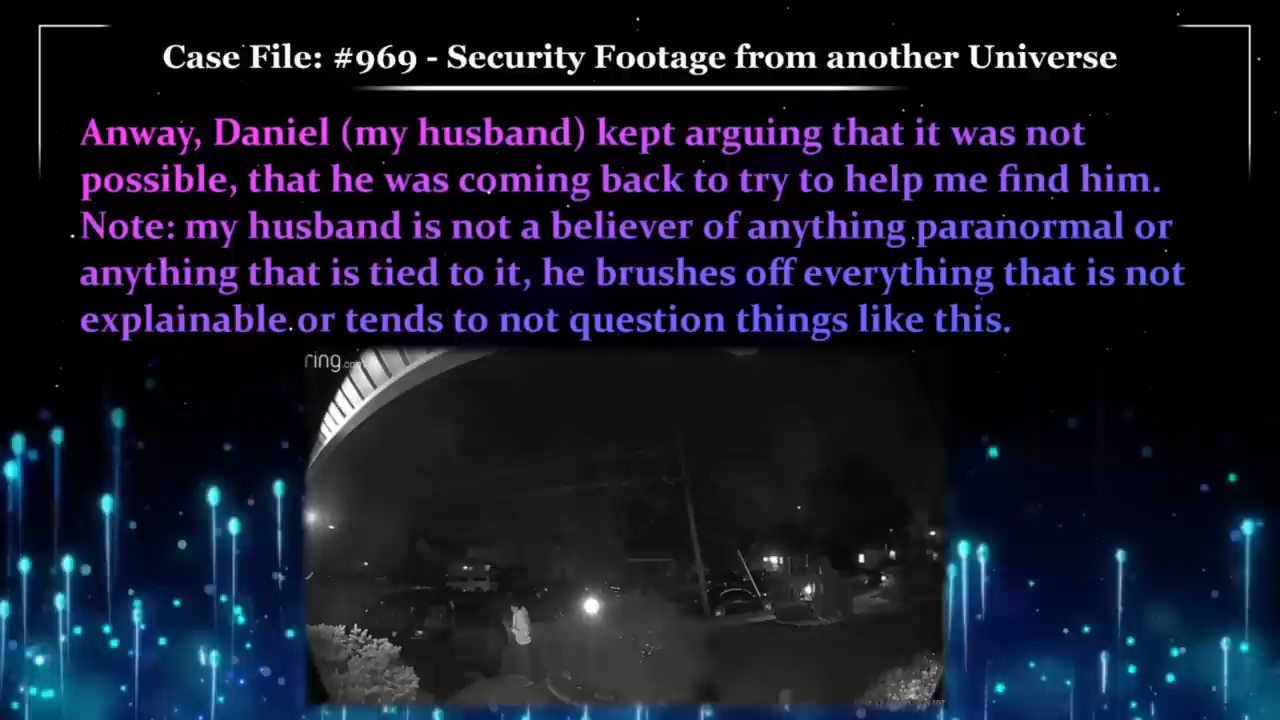 Case File: #969 - Security Footage from another Universe
Anway, Daniel (my husband) kept arguing that it was not
possible, that he was coming back to try to help me find him.
Note: my husband is not a believer of anything paranormal or
anything that is tied to it, he brushes off everything that is not
explainable or tends to not question things like this.
ring.com